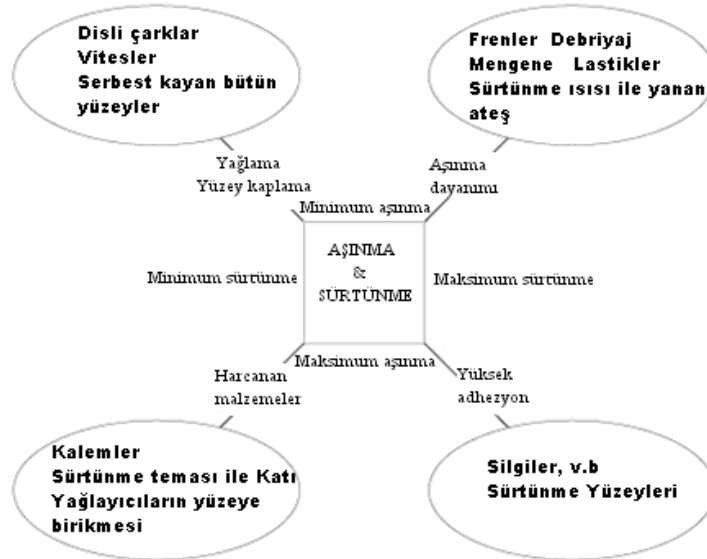 Disli çarklar
Vitesler
Serbest kayan bütün
yüzeyler
Frenler Debriyaj
Mengene Lastikler
Sürtünme ısısı ile yanan
ateş
Yağlama
Yüzey kaplama
Aşınma
dayanımı
Minimum aşınma
Minimum sürtünme
AŞINMA
&
SÜRTÜNME
Maksimum sürtünme
Maksimum aşınma
Harcanan
malzemeler
Yüksek
adhezyon
Kalemler
Sürtünme teması ile Katı
Yağlayıcıların yüzeye
birikmesi
Silgiler, v.b
Sürtünme Yüzeyleri